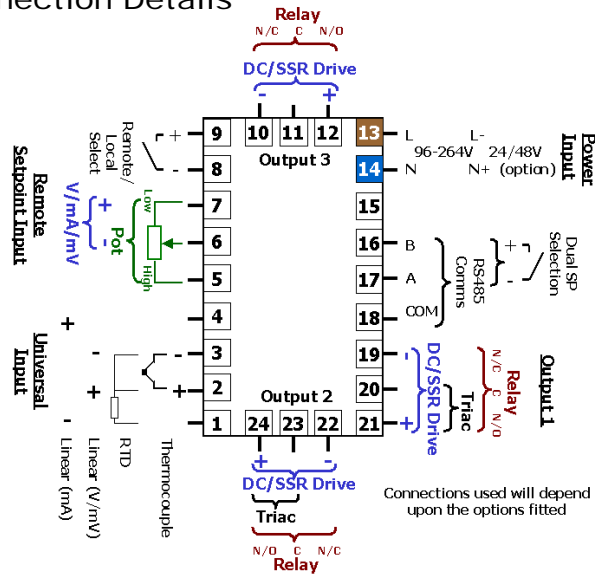 nection Details
Relay
N/C C N/O
DC/SSR Drive
- +
9 10 11 12 13
Output 3
8 14
7 15
6 16
5 17
4 18
3 19
2 20
Output 2
1 24 23 22 21
Remote/
Local
Select
+
-
Remote
Setpoint Input
V/mA/mV
+
-
Pot
Low
High
Universal
Input
+
- -
+ +
-
Linear (mA)
Linear (V/mV)
RTD
Thermocouple
L L-
96-264V 24/48V
N N+ (option)
Power
Input
B
A
COM
RS485
Comms
+
-
Dual SP
Selection
-
+
DC/SSR Drive
Triac
N/C C N/O
Relay
Output 1
+ -
DC/SSR Drive
Triac
N/O C N/C
Relay
Connections used will depend
upon the options fitted